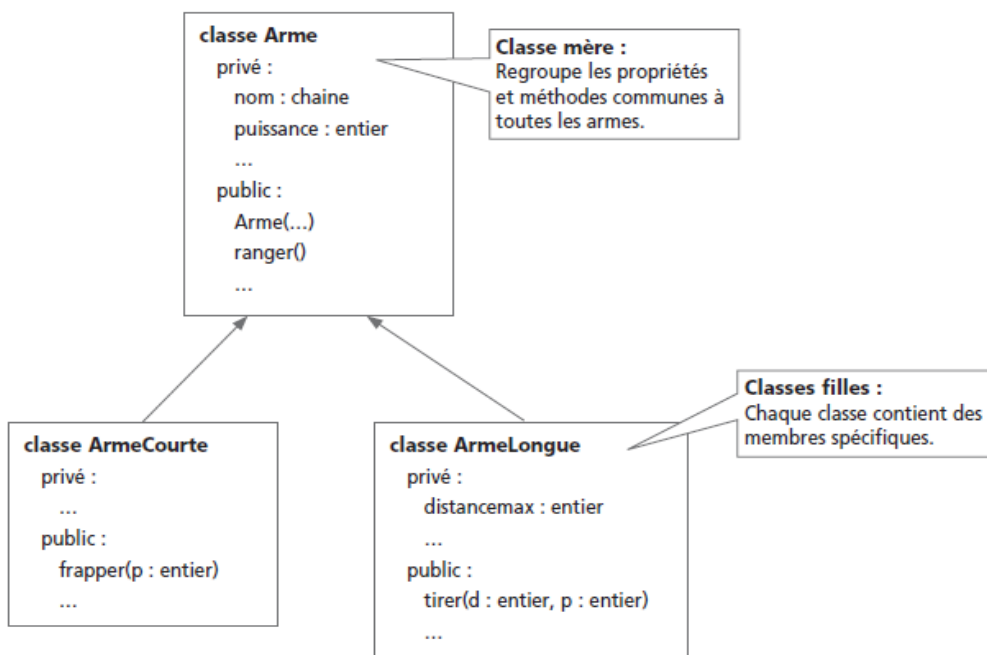 classe Arme
privé :
nom : chaine
puissance : entier
...
public :
Arme(...)
ranger()
...
Classe mère :
Regroupe les propriétés
et méthodes communes à
toutes les armes.
Classes filles :
Chaque classe contient des
membres spécifiques.
classe ArmeCourte
privé :
...
public :
frapper(p : entier)
...
classe ArmeLongue
privé :
distancemax : entier
...
public :
tirer(d : entier, p : entier)
...